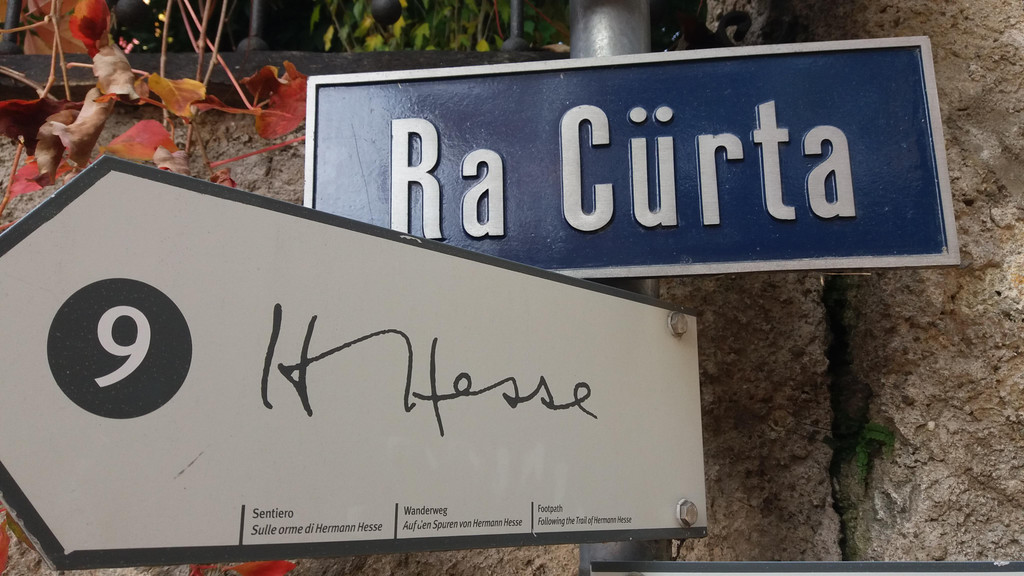 Ra Cürta
9
H Hesse
Sentiero
Sulle orme di Hermann Hesse
Wanderweg
Auf den Spuren von Hermann Hesse
Footpath
Following the Trail of Hermann Hesse